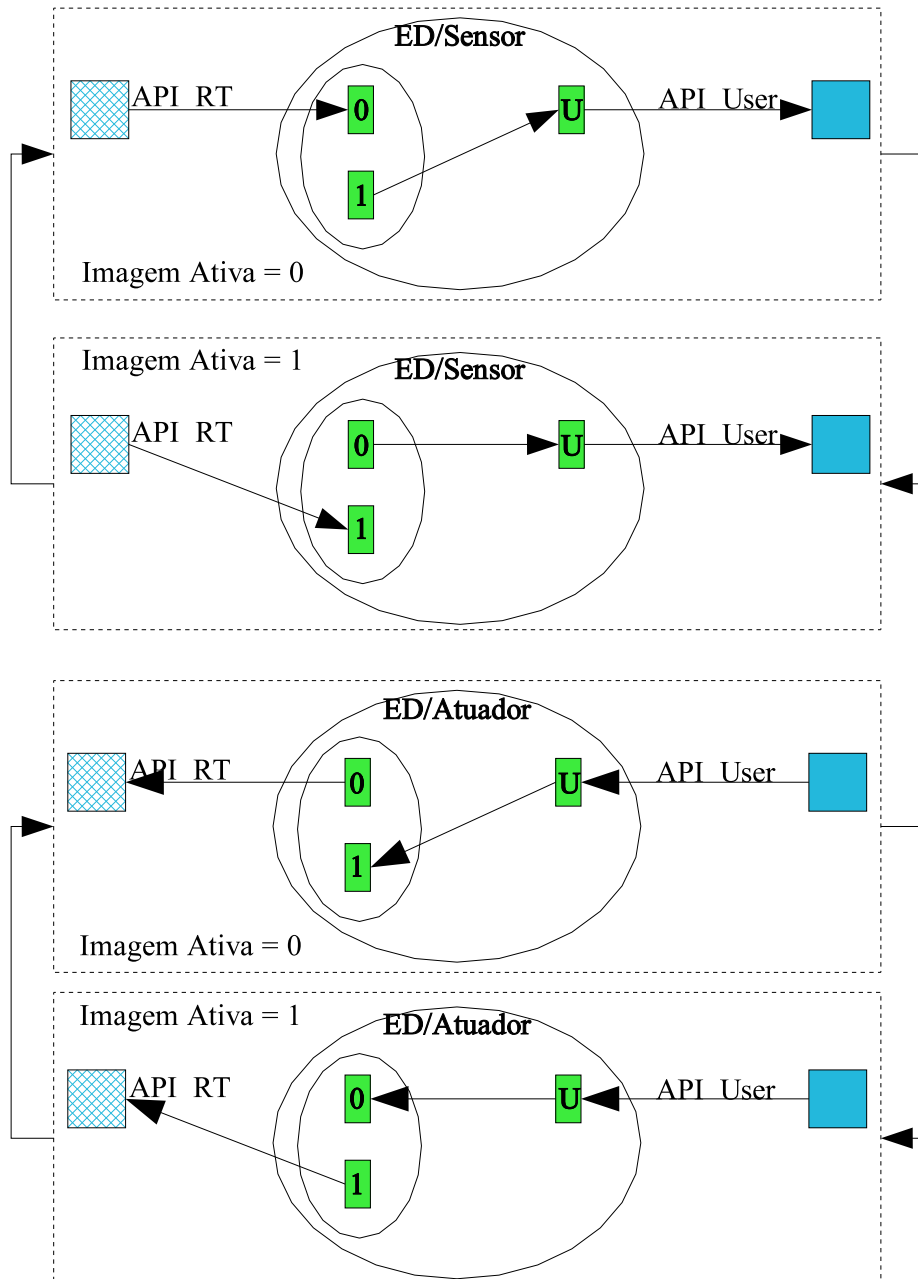 ED/Sensor
API RT
0
U
API User
1
Imagem Ativa = 0
Imagem Ativa = 1
ED/Sensor
API RT
0
U
API User
1
ED/Atuador
API RT
0
U
API User
1
Imagem Ativa = 0
Imagem Ativa = 1
ED/Atuador
API RT
0
U
API User
1